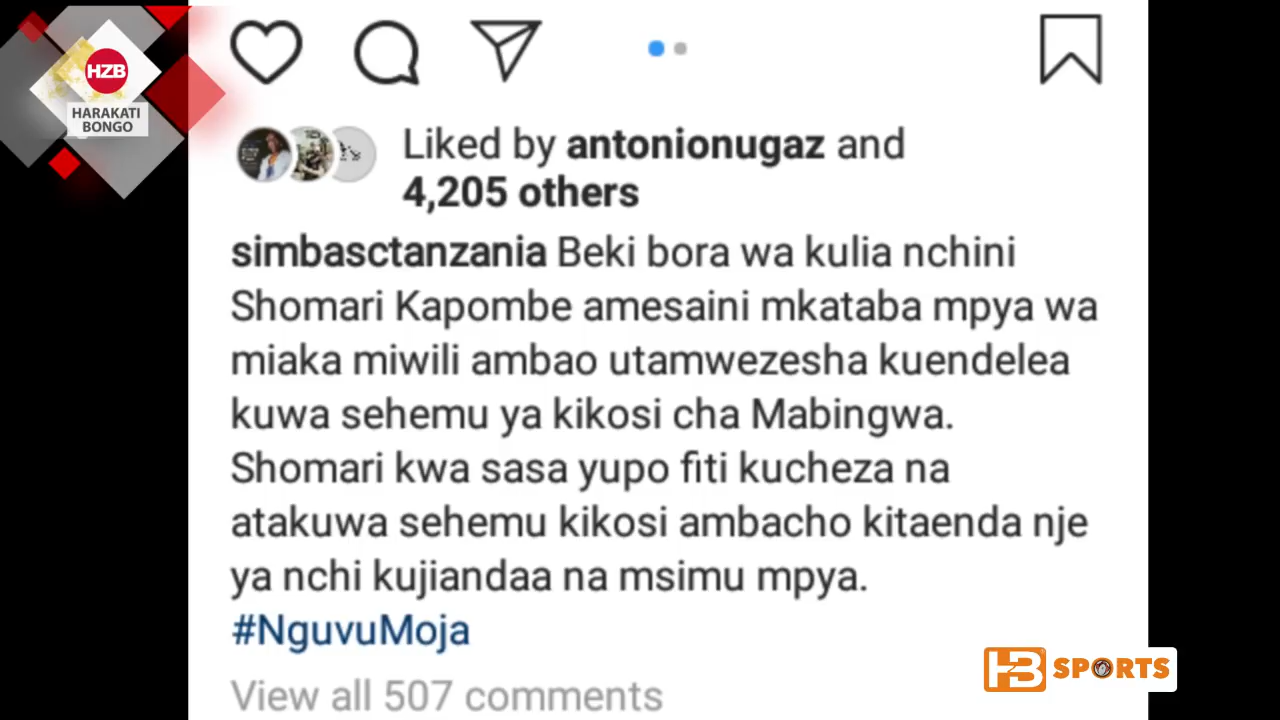 HZB
HARAKATI
BONGO
Liked by antonionugaz and
4,205 others
simbasctanzania Beki bora wa kulia nchini
Shomari Kapombe amesaini mkataba mpya wa
miaka miwili ambao utamwezesha kuendelea
kuwa sehemu ya kikosi cha Mabingwa.
Shomari kwa sasa yupo fiti kucheza na
atakuwa sehemu kikosi ambacho kitaenda nje
ya nchi kujiandaa na msimu mpya.
#NguvuMoja
View all 507 comments
HB SPORTS